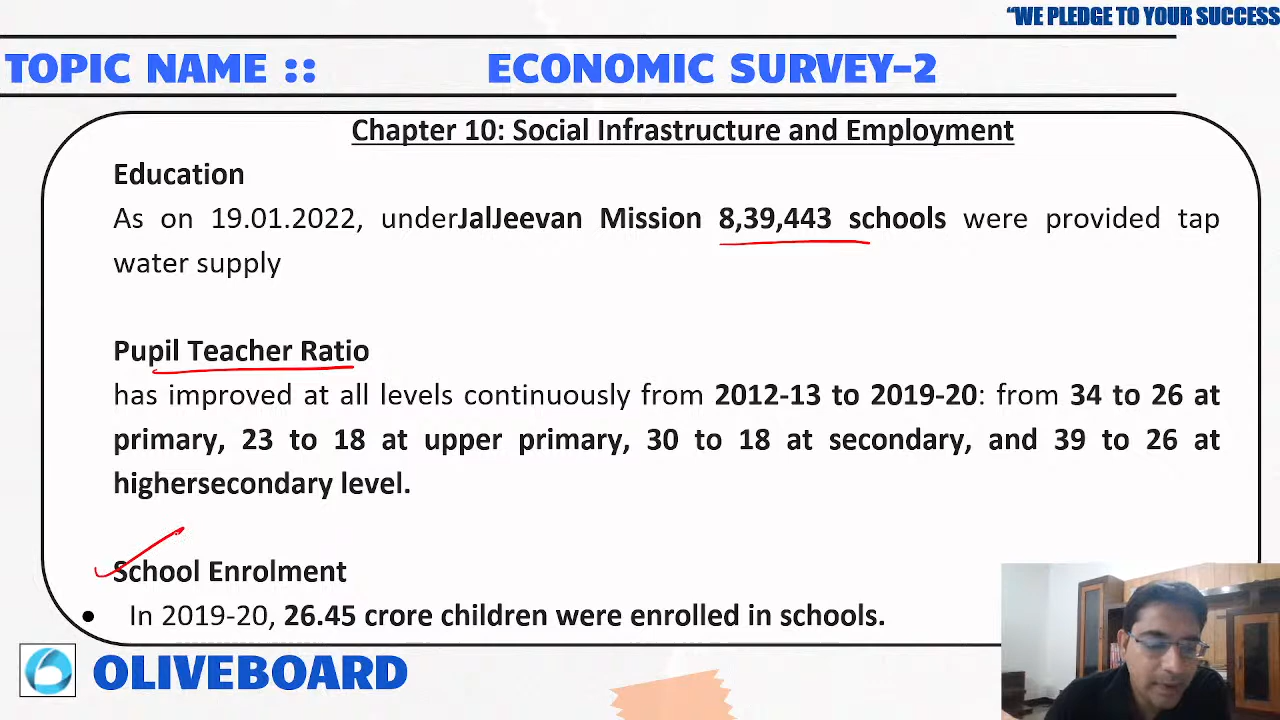 “WE PLEDGE TO YOUR SUCCESS
TOPIC NAME :: ECONOMIC SURVEY-2
Chapter 10: Social Infrastructure and Employment
Education
As on 19.01.2022, underJalJeevan Mission 8,39,443 schools were provided tap
water supply
Pupil Teacher Ratio
has improved at all levels continuously from 2012-13 to 2019-20: from 34 to 26 at
primary, 23 to 18 at upper primary, 30 to 18 at secondary, and 39 to 26 at
highersecondary level.
School Enrolment
• In 2019-20, 26.45 crore children were enrolled in schools.
OLIVEBOARD